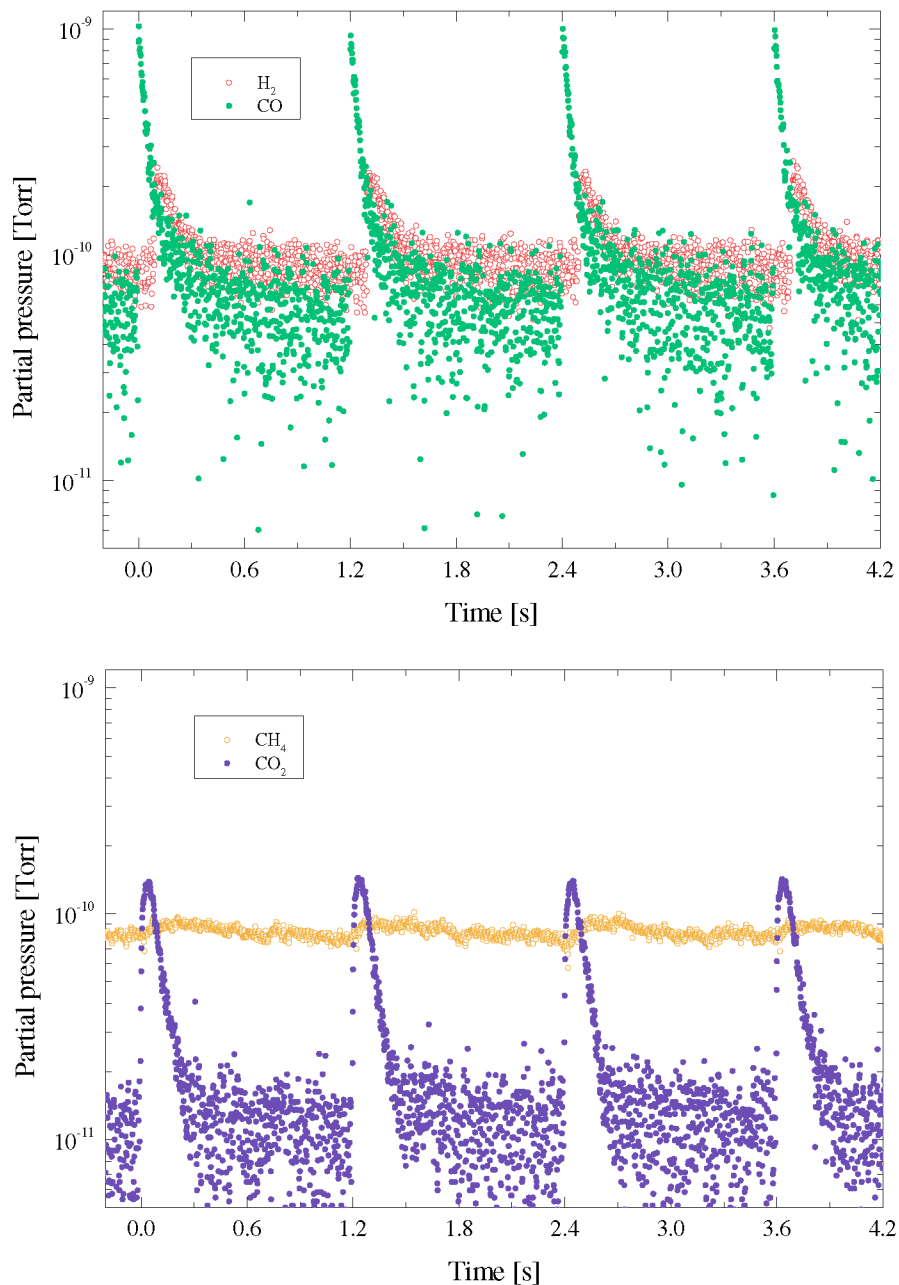 10⁻⁹
10⁻¹⁰
10⁻¹¹
Partial pressure [Torr]
H₂
CO
0.0 0.6 1.2 1.8 2.4 3.0 3.6 4.2
Time [s]
10⁻⁹
10⁻¹⁰
10⁻¹¹
Partial pressure [Torr]
CH₄
CO₂
0.0 0.6 1.2 1.8 2.4 3.0 3.6 4.2
Time [s]